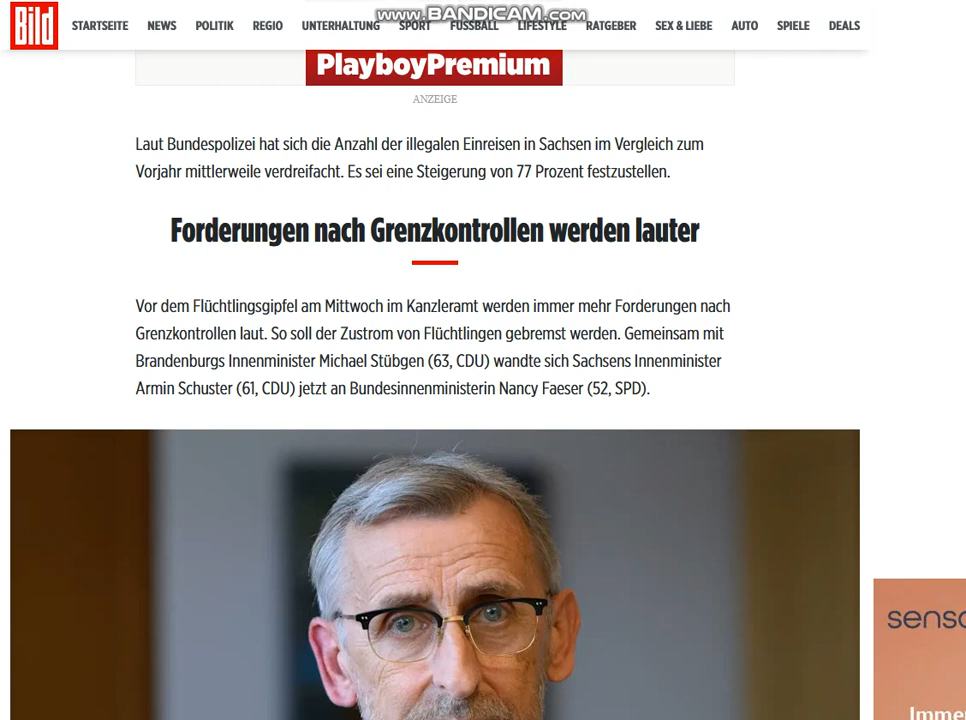 www.BANDICAM.com
Bild STARTSEITE NEWS POLITIK REGIO UNTERHALTUNG SPORT FUSSBALL LIFESTYLE RATGEBER SEX & LIEBE AUTO SPIELE DEALS
PlayboyPremium
ANZEIGE
Laut Bundespolizei hat sich die Anzahl der illegalen Einreisen in Sachsen im Vergleich zum
Vorjahr mittlerweile verdreifacht. Es sei eine Steigerung von 77 Prozent festzustellen.
Forderungen nach Grenzkontrollen werden lauter
Vor dem Flüchtlingsgipfel am Mittwoch im Kanzleramt werden immer mehr Forderungen nach
Grenzkontrollen laut. So soll der Zustrom von Flüchtlingen gebremst werden. Gemeinsam mit
Brandenburgs Innenminister Michael Stübgen (63, CDU) wandte sich Sachsens Innenminister
Armin Schuster (61, CDU) jetzt an Bundesinnenministerin Nancy Faeser (52, SPD).